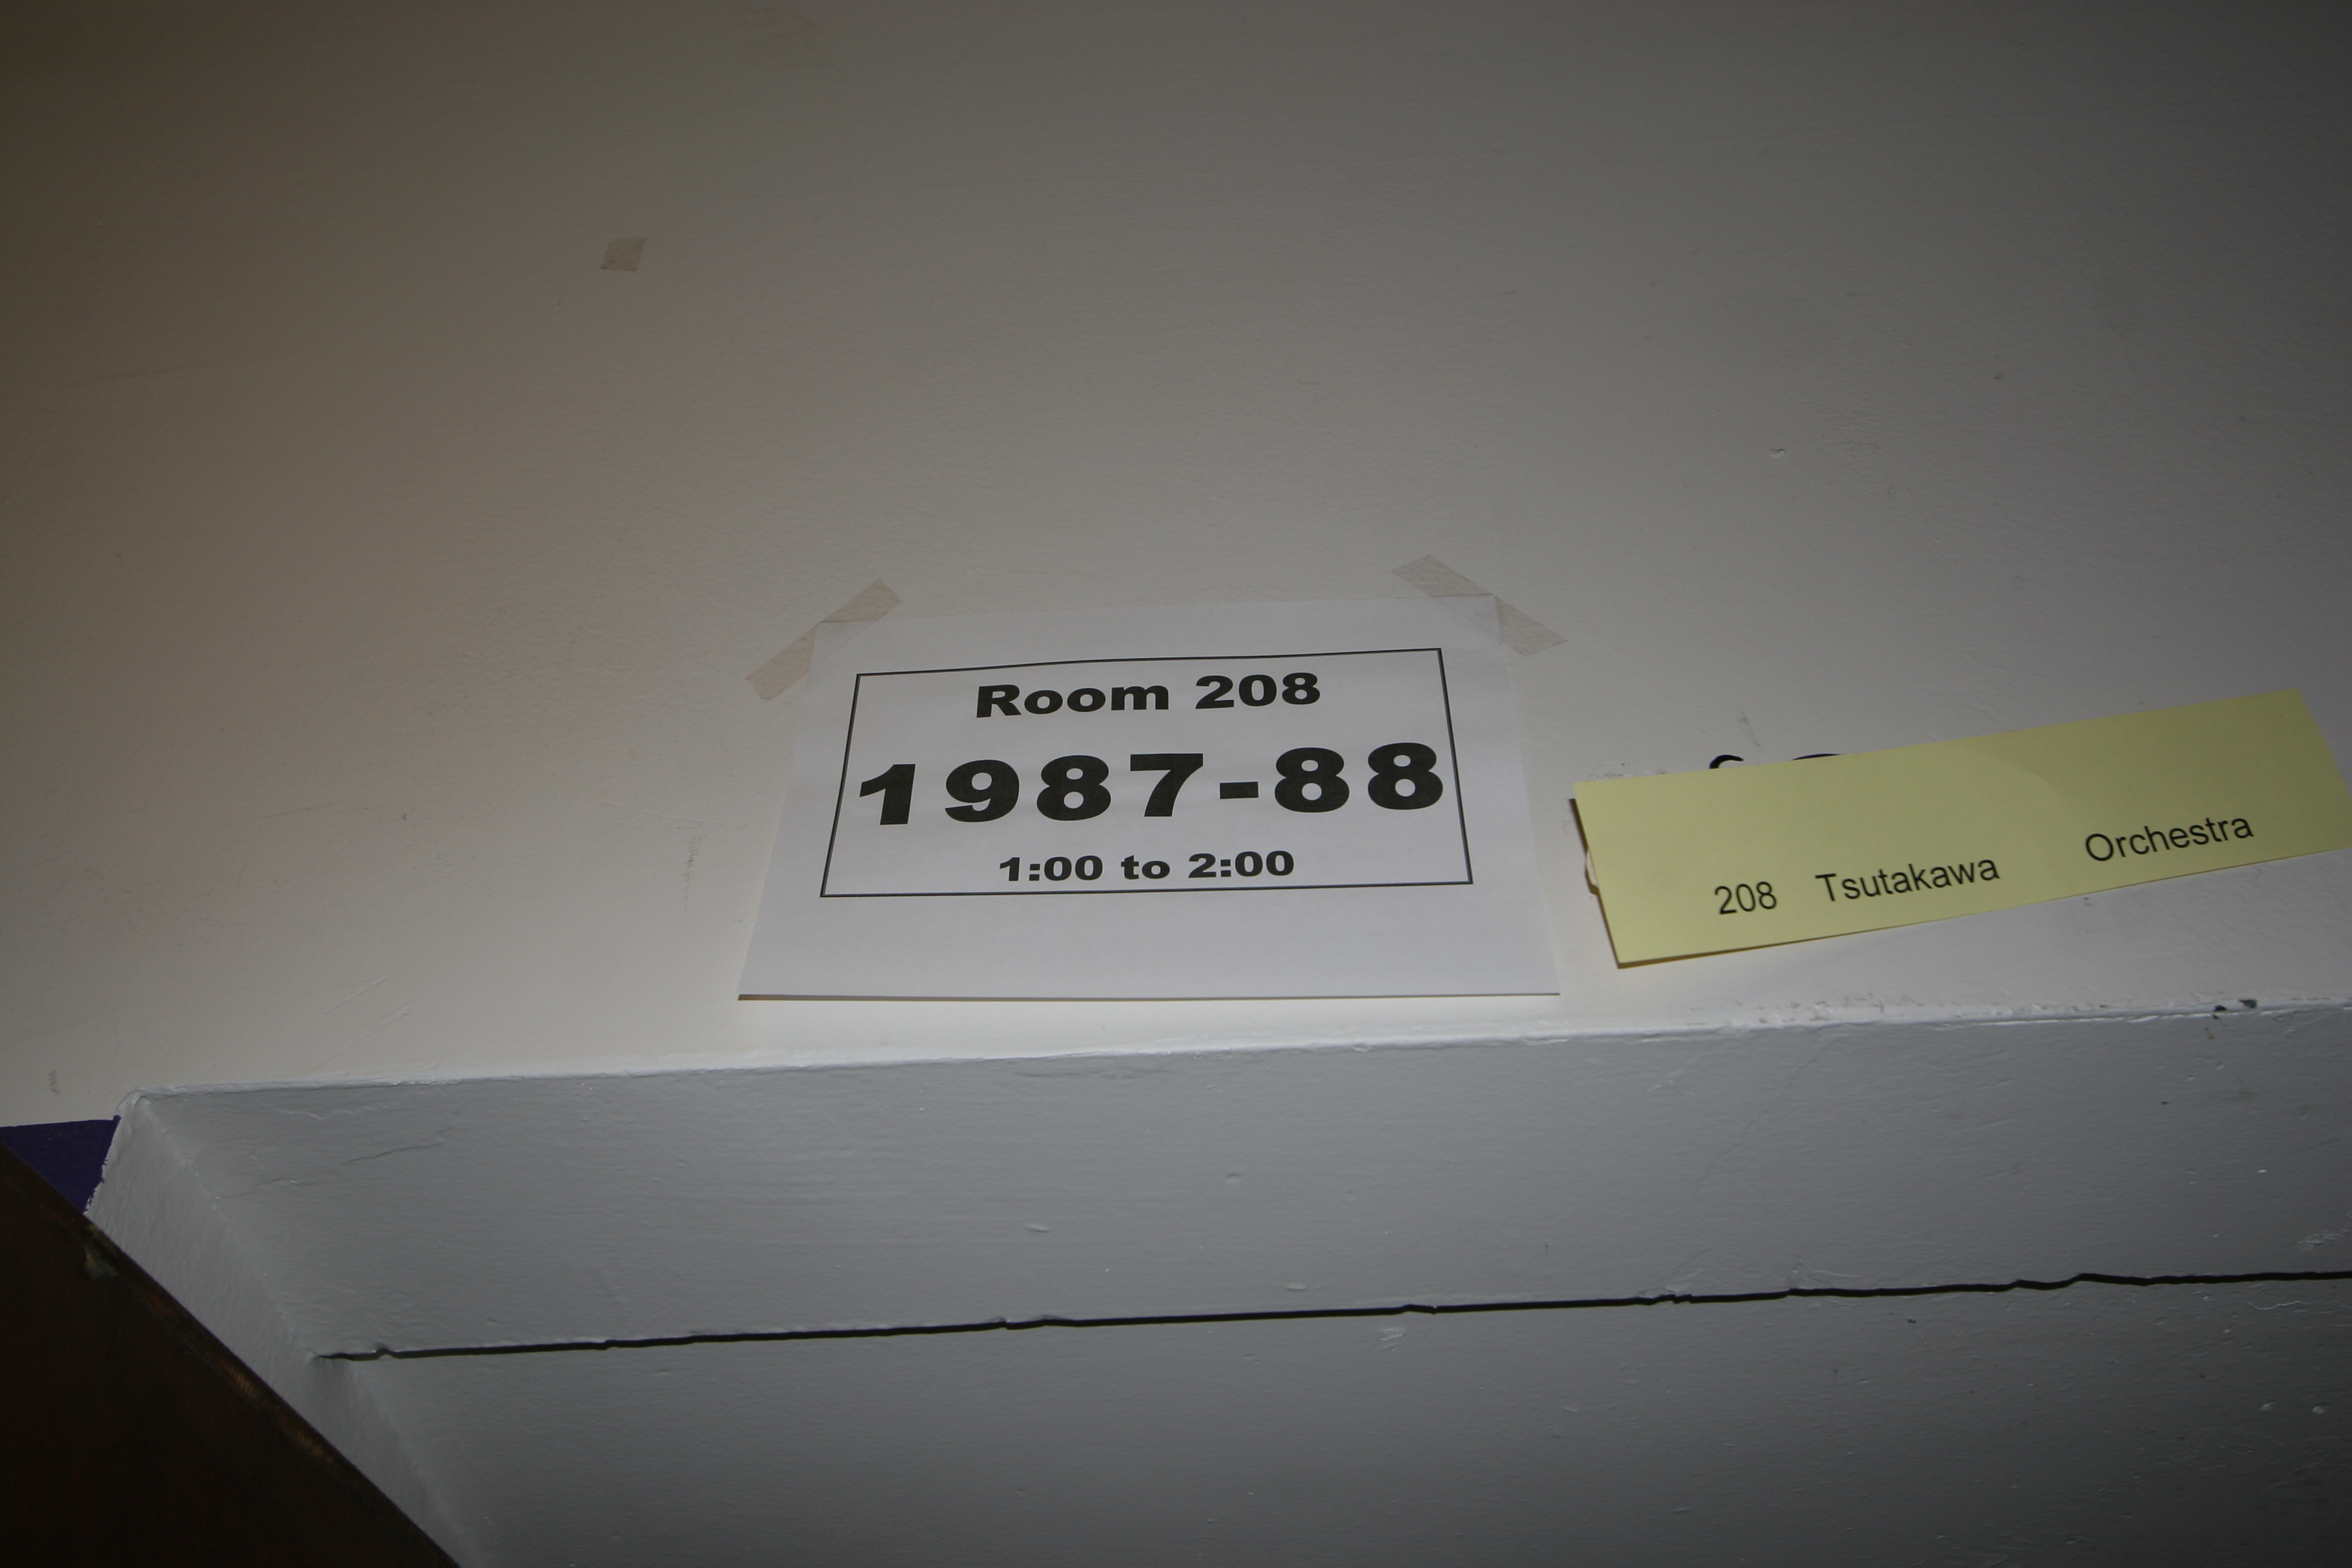 Room 208
1987-88
1:00 to 2:00
208 Tsutakawa Orchestra